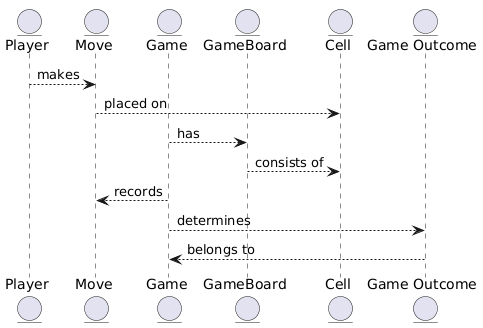 Player Move Game GameBoard Cell Game Outcome
makes
placed on
has
consists of
records
determines
belongs to
Player Move Game GameBoard Cell Game Outcome